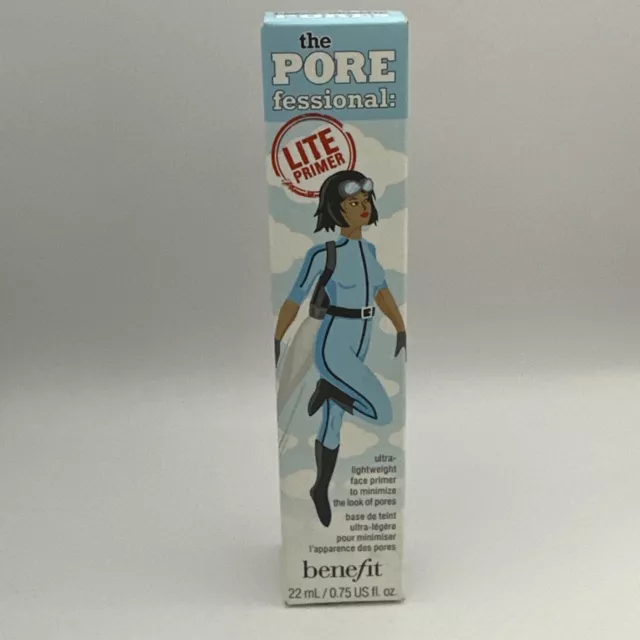 the
PORE
fessional:
LITE
PRIMER
ultra-
lightweight
face primer
to minimize
the look of pores
base de teint
ultra-légère
pour minimiser
l'apparence des pores
benefit
22 mL / 0.75 US fl. oz.